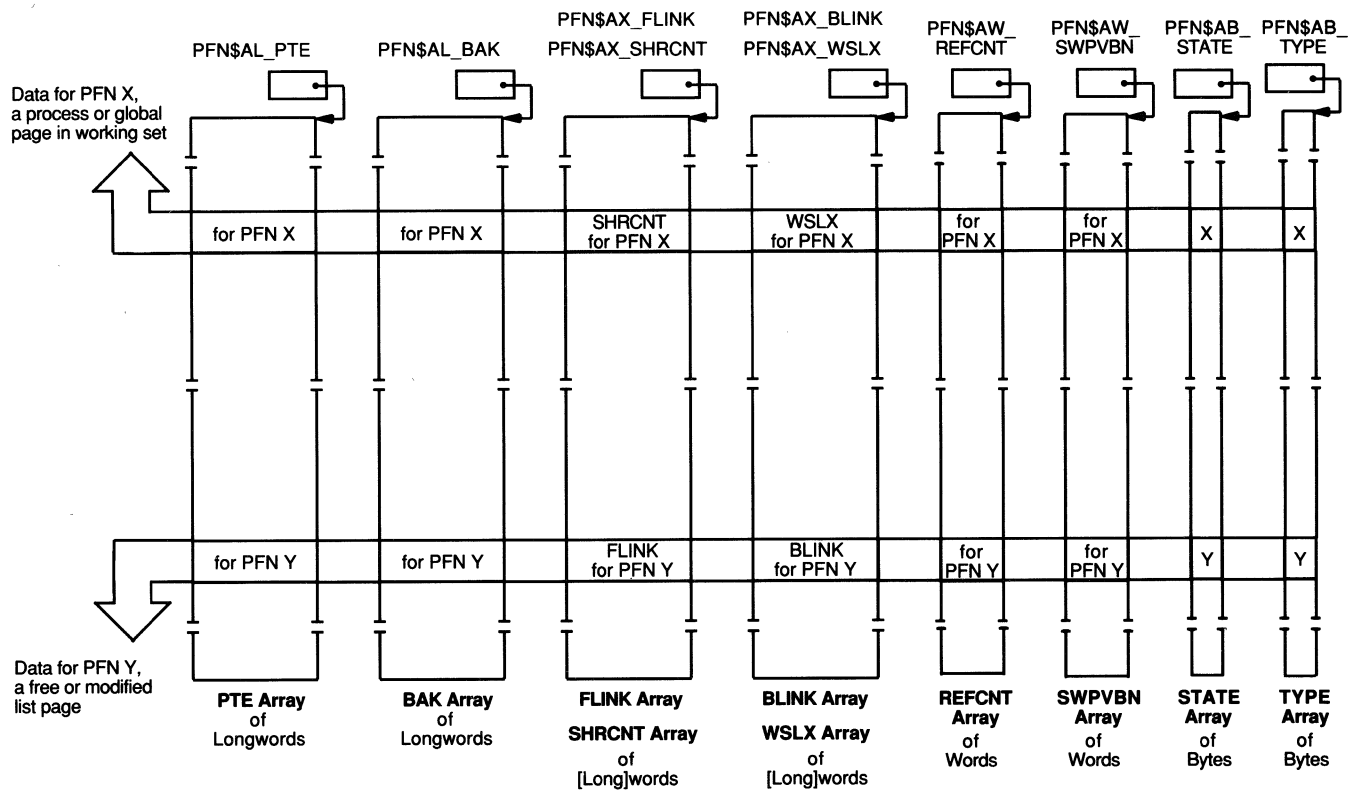 PFN$AL_PTE
PFN$AL_BAK
PFN$AX_FLINK
PFN$AX_SHRCNT
PFN$AX_BLINK
PFN$AX_WSLX
PFN$AW_
REFCNT
PFN$AW_
SWPVBN
PFN$AB_
STATE
PFN$AB_
TYPE
Data for PFN X,
a process or global
page in working set
for PFN X
for PFN X
SHRCNT
for PFN X
WSLX
for PFN X
for
PFN X
for
PFN X
X
X
for PFN Y
for PFN Y
FLINK
for PFN Y
BLINK
for PFN Y
for
PFN Y
for
PFN Y
Y
Y
Data for PFN Y,
a free or modified
list page
PTE Array
of
Longwords
BAK Array
of
Longwords
FLINK Array
SHRCNT Array
of
[Long]words
BLINK Array
WSLX Array
of
[Long]words
REFCNT
Array
of
Words
SWPVBN
Array
of
Words
STATE
Array
of
Bytes
TYPE
Array
of
Bytes